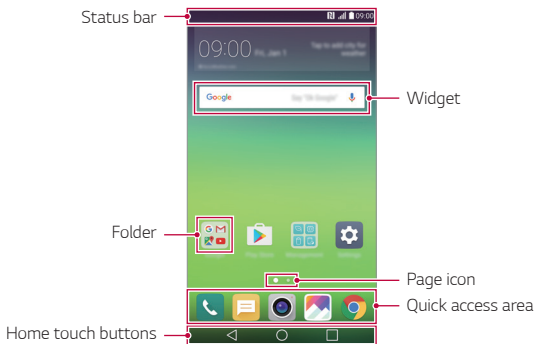 Status bar
09:00
09:00 Fri, Jan 1
Tap to add city for
weather
Google Say "Ok Google"
Widget
Folder
Play Store Management Settings
Page icon
Quick access area
Home touch buttons